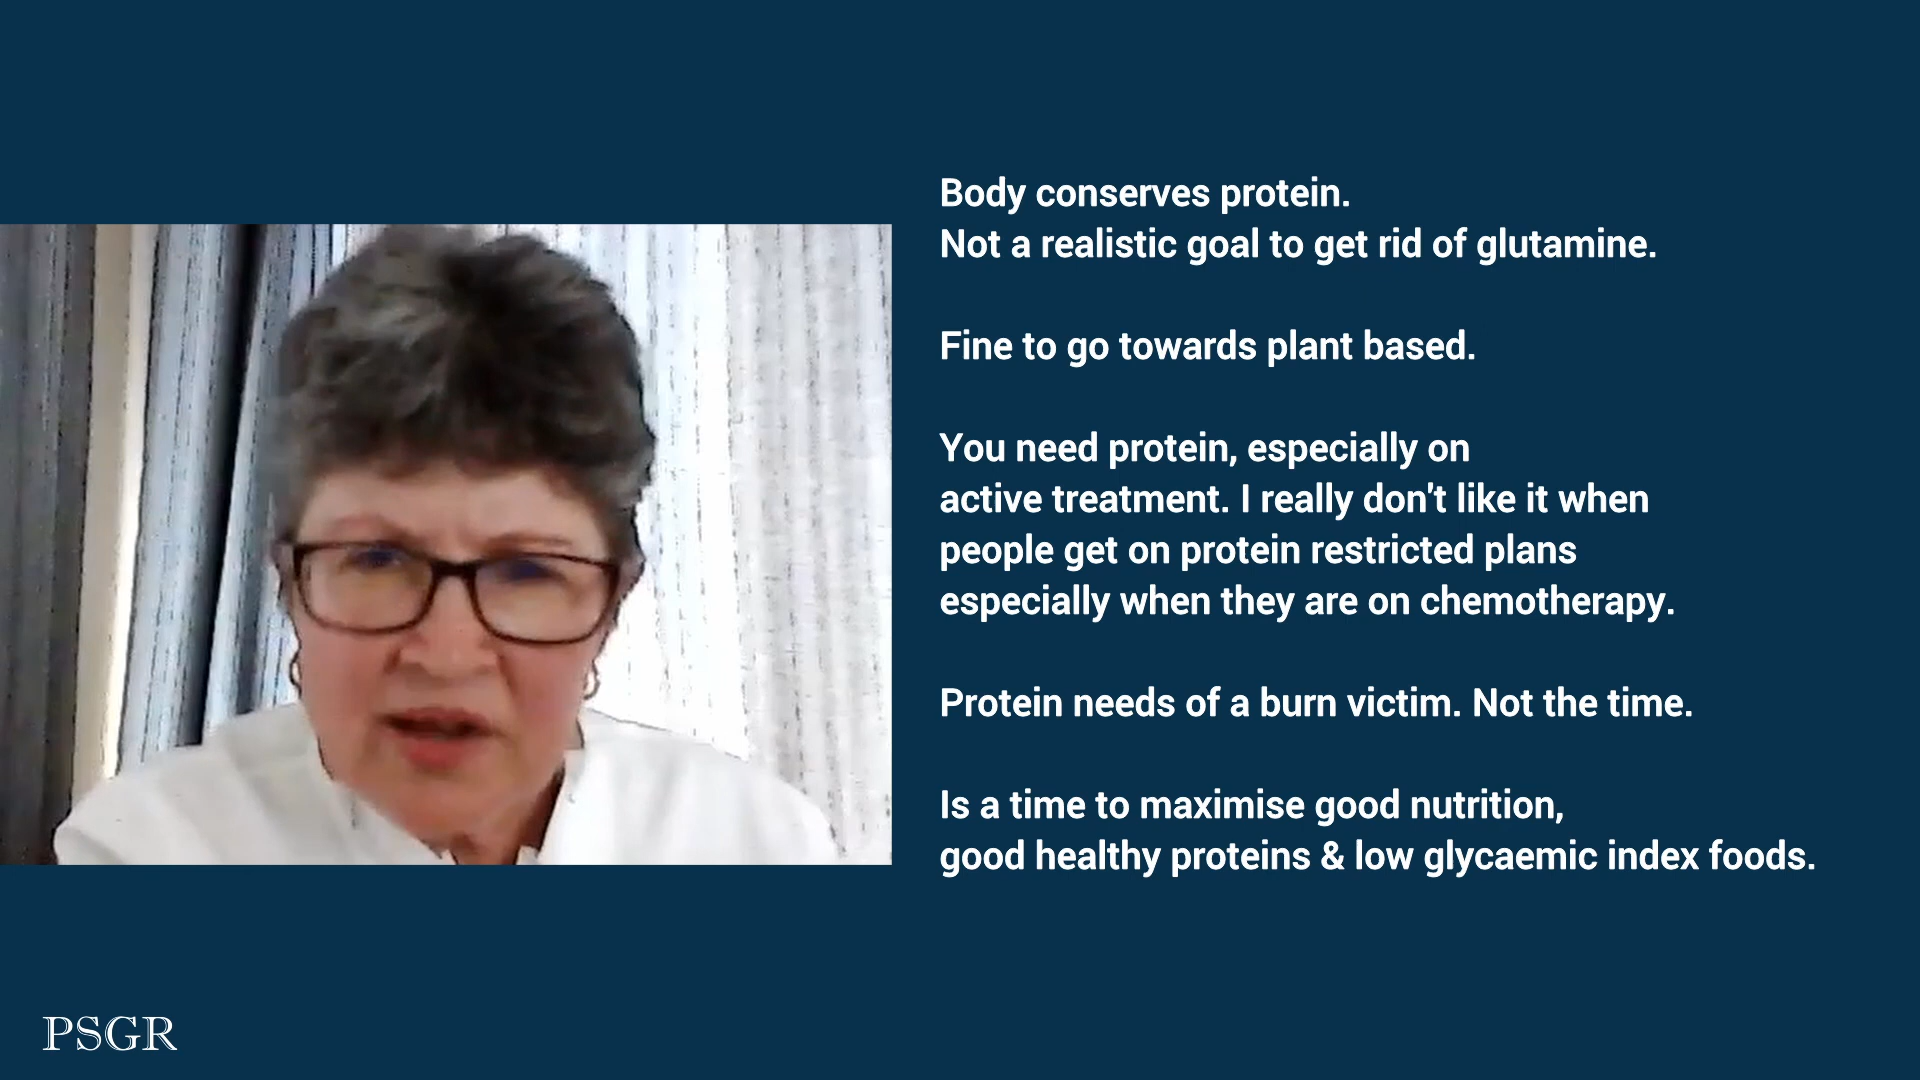 Body conserves protein.
Not a realistic goal to get rid of glutamine.
Fine to go towards plant based.
You need protein, especially on
active treatment. I really don't like it when
people get on protein restricted plans
especially when they are on chemotherapy.
Protein needs of a burn victim. Not the time.
Is a time to maximise good nutrition,
good healthy proteins & low glycaemic index foods.
PSGR